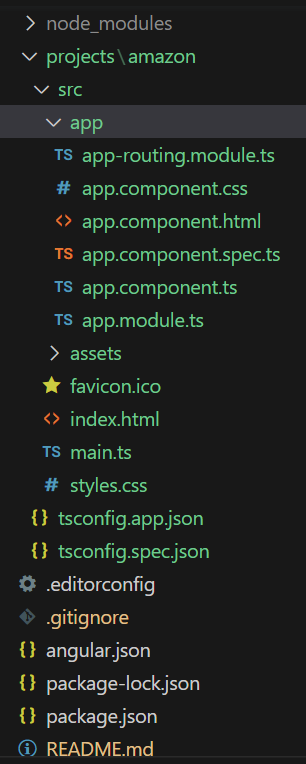 node_modules
projects\amazon
src
app
TS app-routing.module.ts
# app.component.css
<> app.component.html
TS app.component.spec.ts
TS app.component.ts
TS app.module.ts
assets
favicon.ico
<> index.html
TS main.ts
# styles.css
{} tsconfig.app.json
{} tsconfig.spec.json
.editorconfig
.gitignore
{} angular.json
{} package-lock.json
{} package.json
README.md